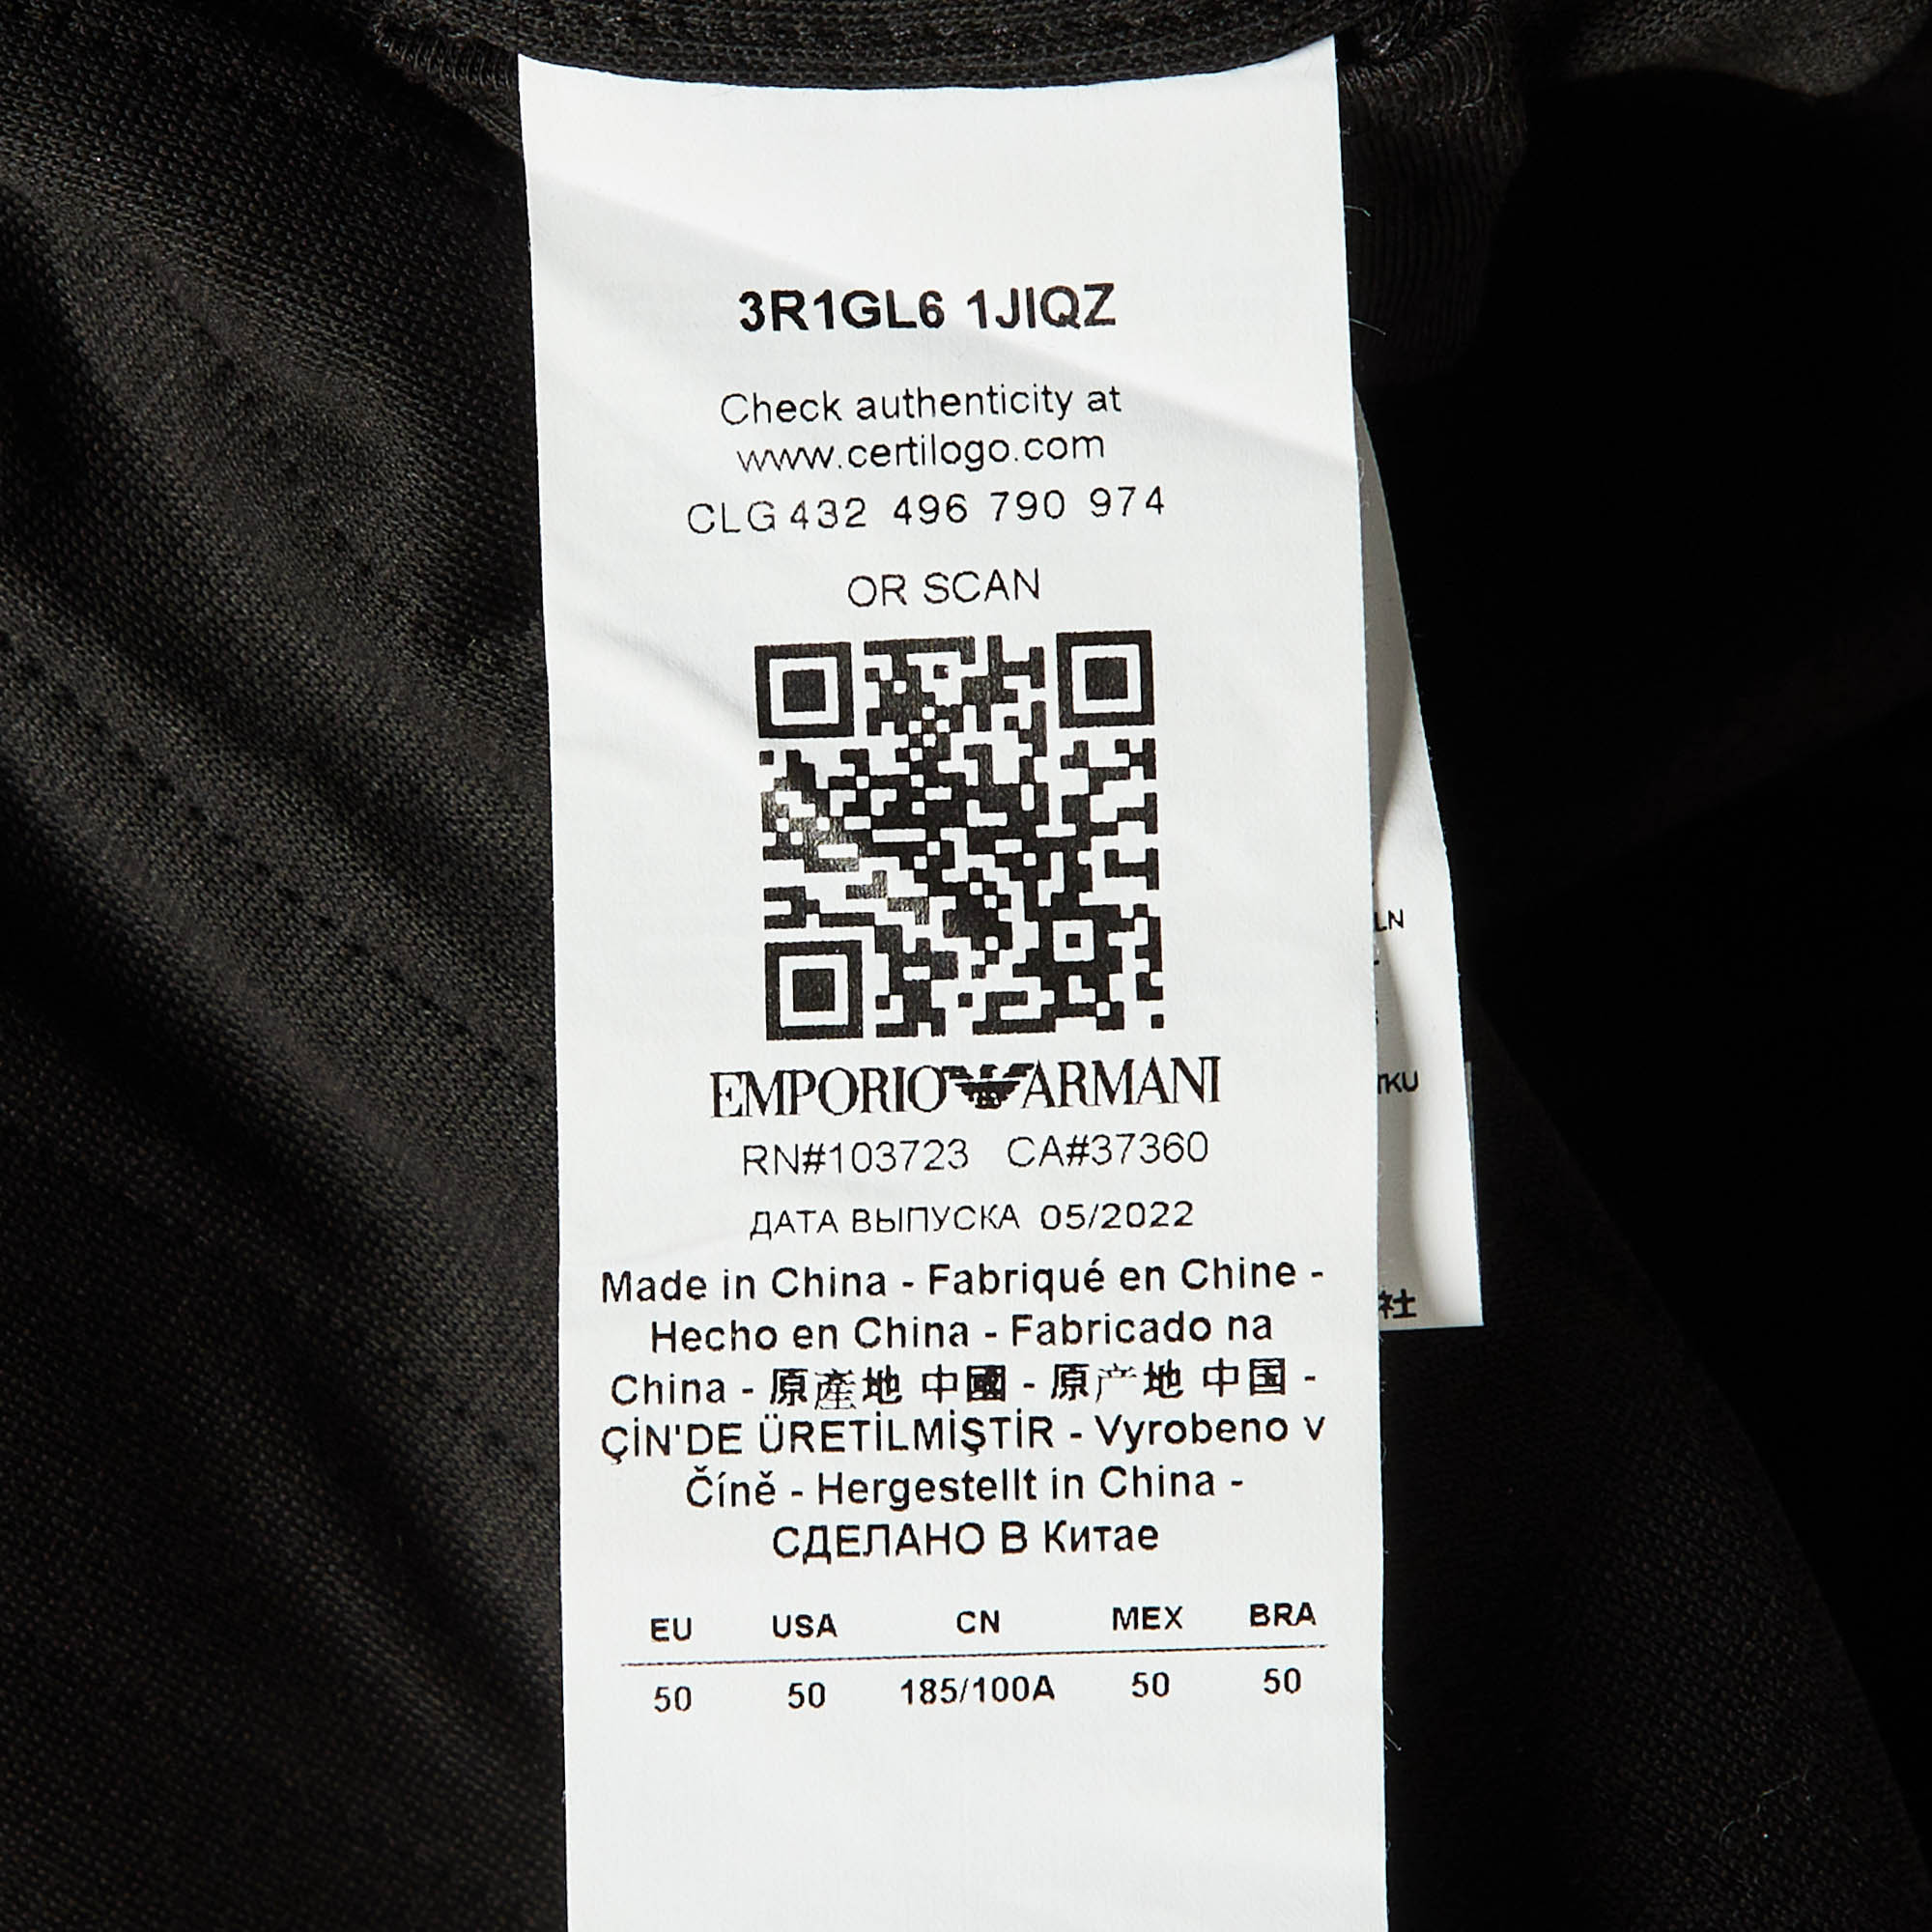 3R1GL6 1JIQZ
Check authenticity at
www.certilogo.com
CLG 432 496 790 974
OR SCAN
EMPORIO ARMANI
RN#103723 CA#37360
ДАТА ВЫПУСКА 05/2022
Made in China - Fabriqué en Chine -
Hecho en China - Fabricado na
China - 原產地 中國 - 原产地 中国 -
ÇİN'DE ÜRETİLMİŞTİR - Vyrobeno v
Číně - Hergestellt in China -
СДЕЛАНО В Китае
EU USA CN MEX BRA
50 50 185/100A 50 50